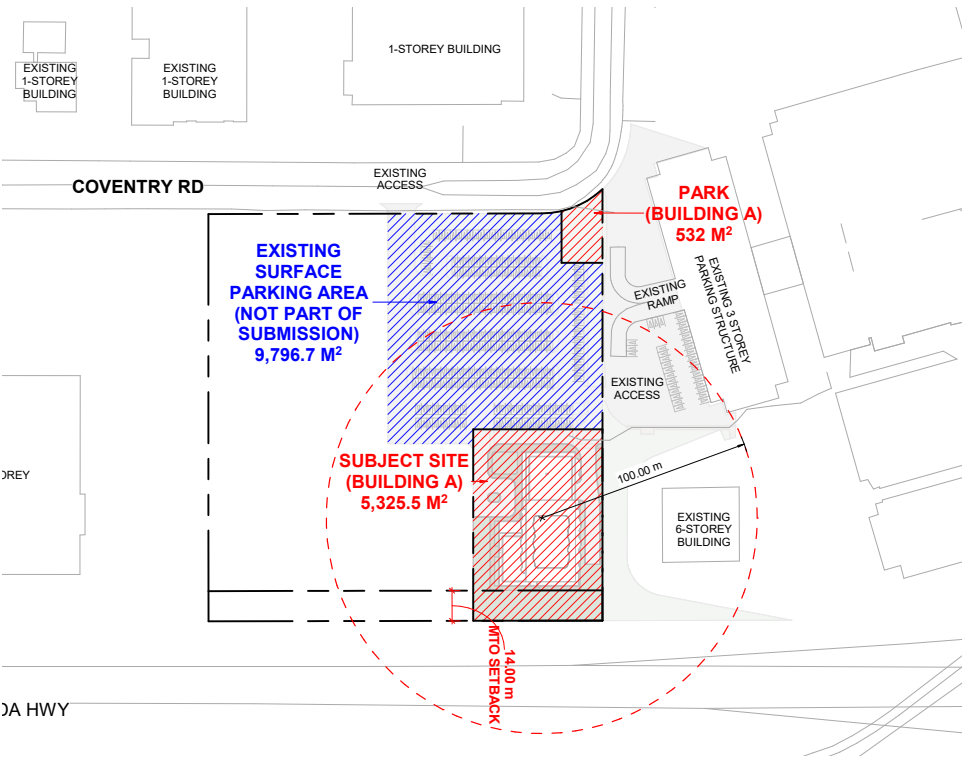 1-STOREY BUILDING
EXISTING
1-STOREY
BUILDING
EXISTING
1-STOREY
BUILDING
COVENTRY RD
EXISTING
ACCESS
PARK
(BUILDING A)
532 M²
EXISTING
SURFACE
PARKING AREA
(NOT PART OF
SUBMISSION)
9,796.7 M²
EXISTING
RAMP
EXISTING 3 STOREY
PARKING STRUCTURE
EXISTING
ACCESS
SUBJECT SITE
(BUILDING A)
5,325.5 M²
100.00 m
OREY
EXISTING
6-STOREY
BUILDING
14.00 m
MTO SETBACK
DA HWY